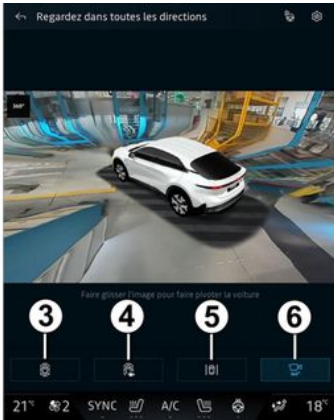 Regardez dans toutes les directions
360°
Faire glisser l'image pour faire pivoter la voiture
3
4
5
6
21° 2 SYNC A/C 18°